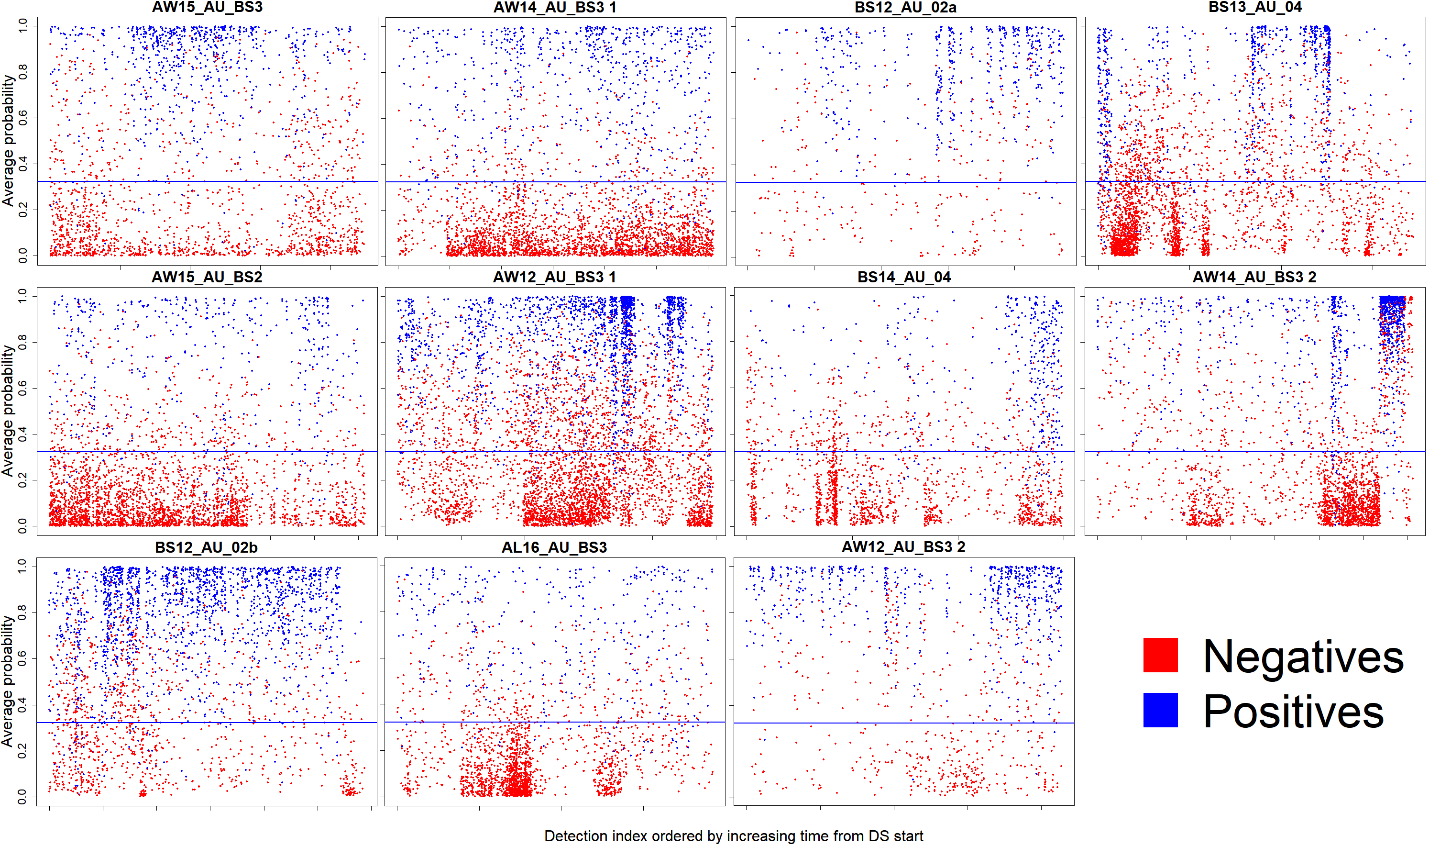 AW15_AU_BS3 AW14_AU_BS3 1 BS12_AU_02a BS13_AU_04
Average probability
0.0 0.2 0.4 0.6 0.8 1.0
AW15_AU_BS2 AW12_AU_BS3 1 BS14_AU_04 AW14_AU_BS3 2
Average probability
0.0 0.2 0.4 0.6 0.8 1.0
BS12_AU_02b AL16_AU_BS3 AW12_AU_BS3 2
Average probability
0.0 0.2 0.4 0.6 0.8 1.0
Negatives
Positives
Detection index ordered by increasing time from DS start